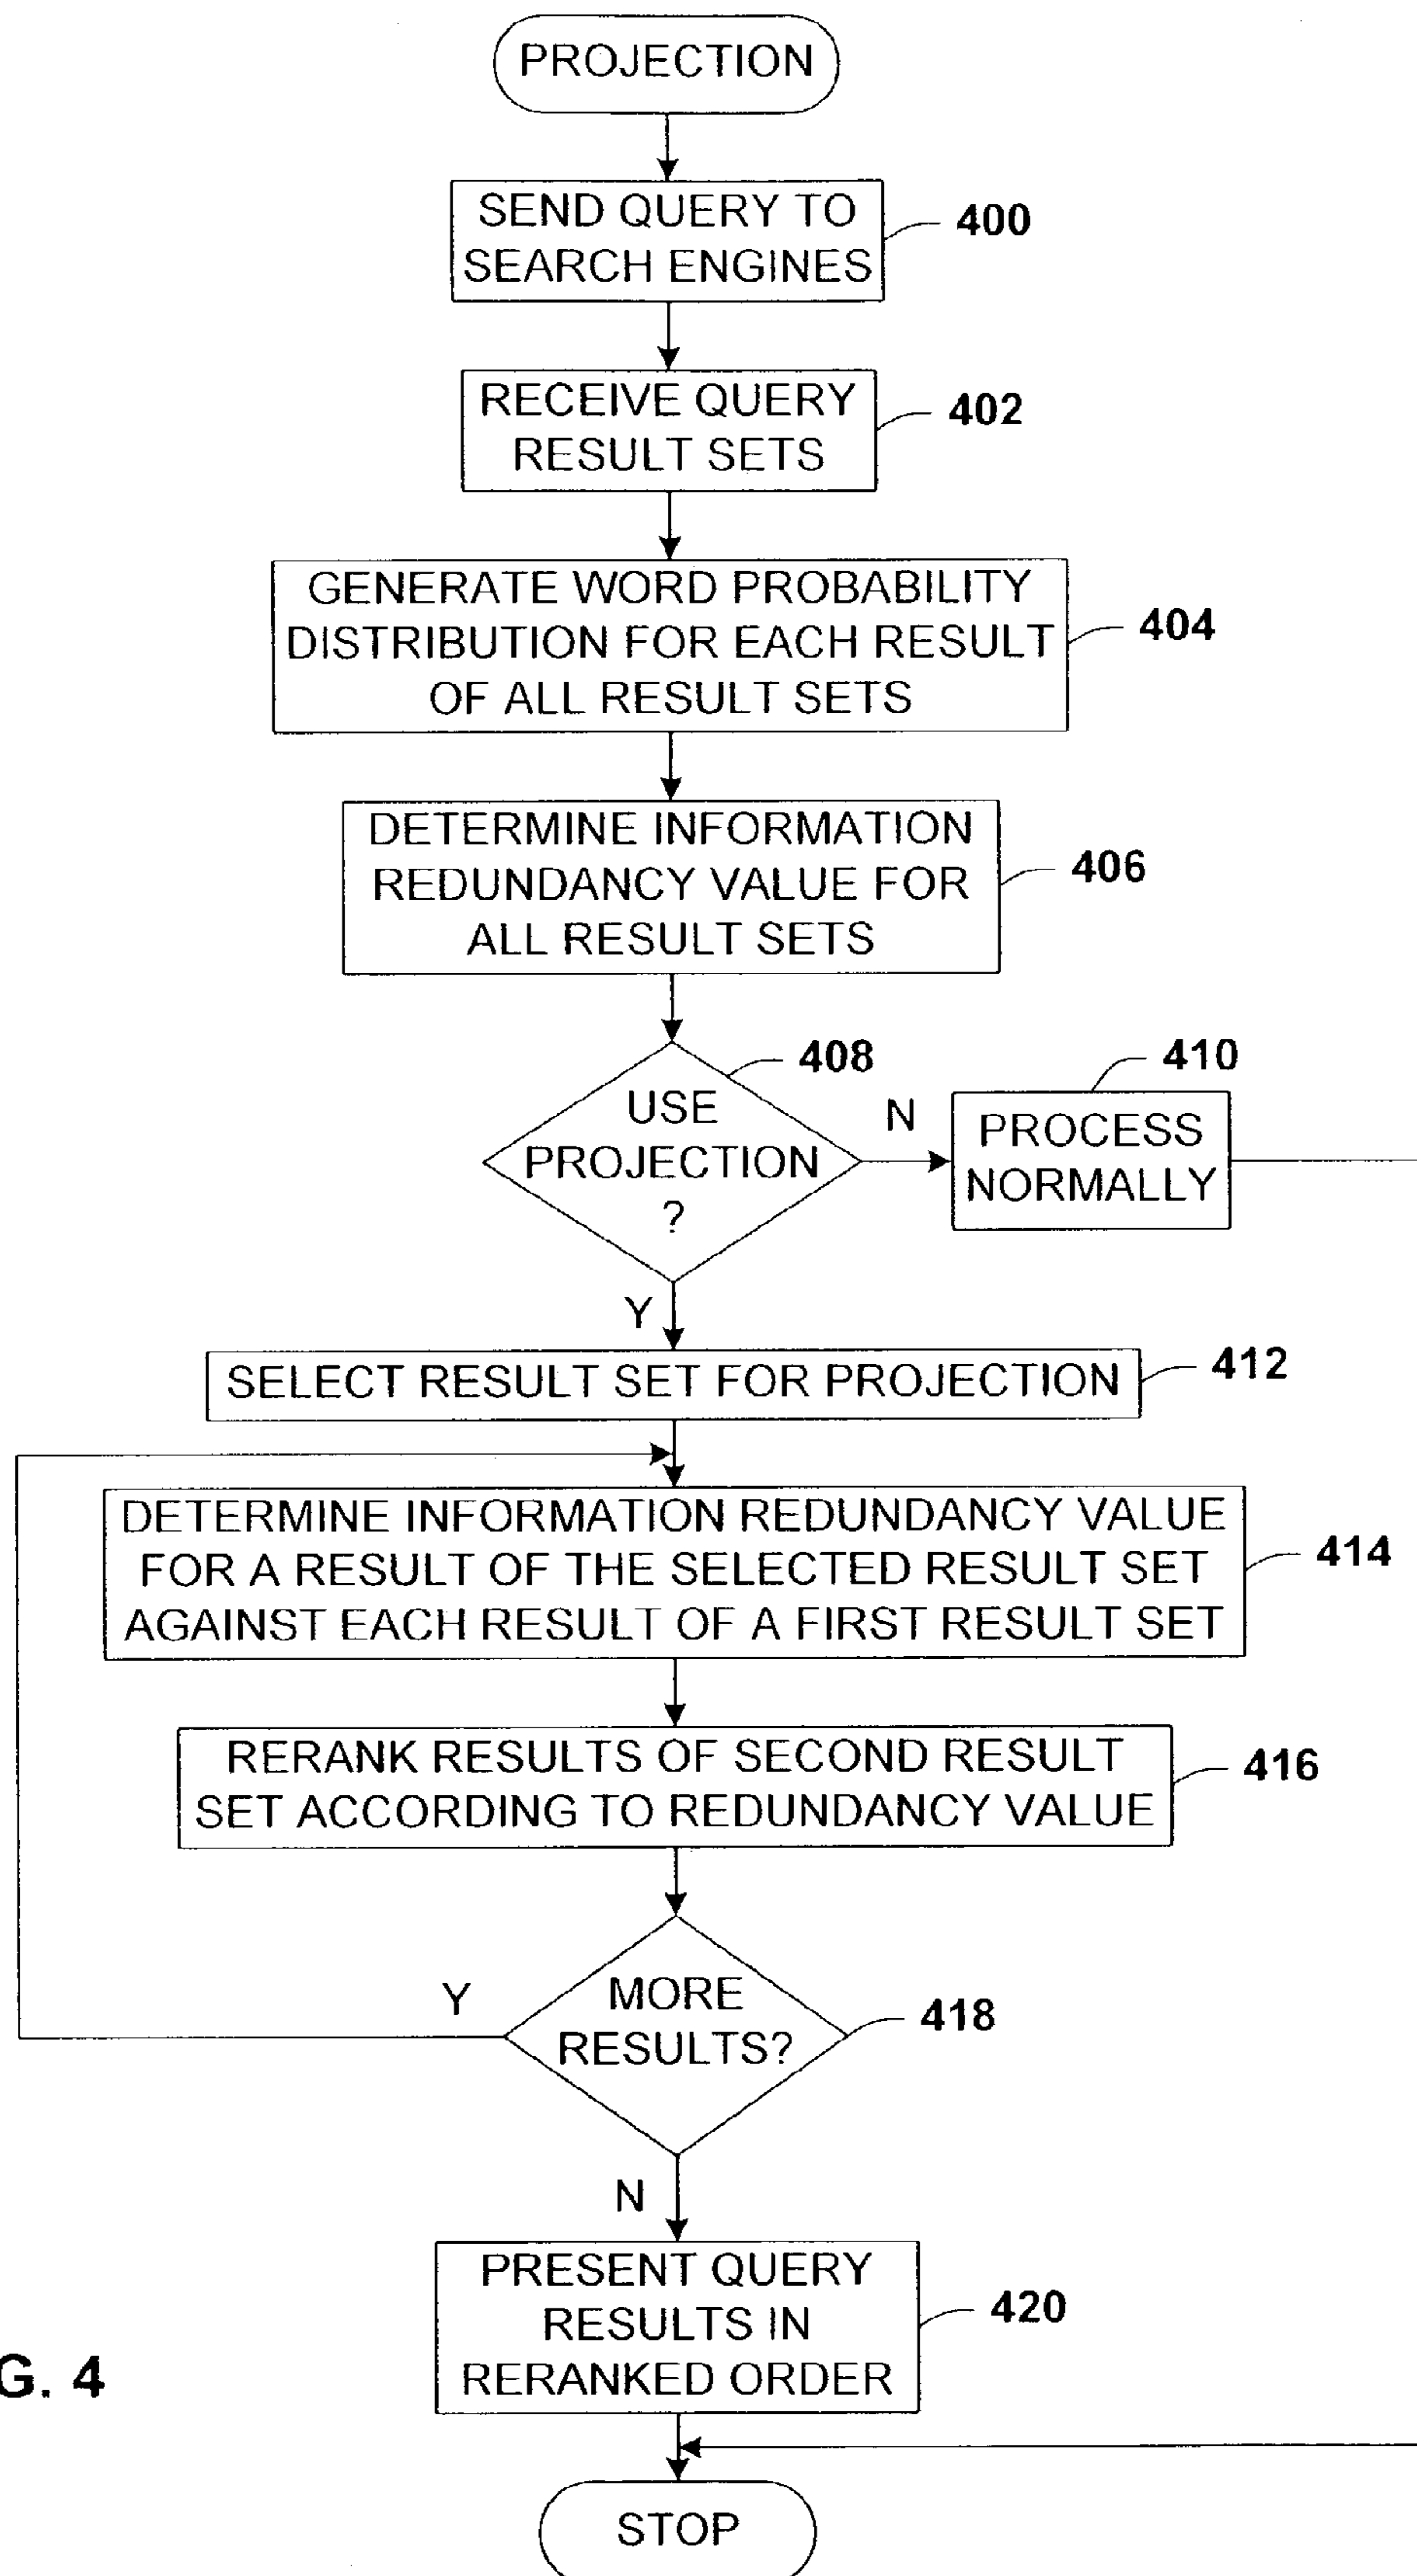 PROJECTION
SEND QUERY TO
SEARCH ENGINES
400
RECEIVE QUERY
RESULT SETS
402
GENERATE WORD PROBABILITY
DISTRIBUTION FOR EACH RESULT
OF ALL RESULT SETS
404
DETERMINE INFORMATION
REDUNDANCY VALUE FOR
ALL RESULT SETS
406
USE
PROJECTION
?
408
N
PROCESS
NORMALLY
410
Y
SELECT RESULT SET FOR PROJECTION
412
DETERMINE INFORMATION REDUNDANCY VALUE
FOR A RESULT OF THE SELECTED RESULT SET
AGAINST EACH RESULT OF A FIRST RESULT SET
414
RERANK RESULTS OF SECOND RESULT
SET ACCORDING TO REDUNDANCY VALUE
416
MORE
RESULTS?
418
Y
N
PRESENT QUERY
RESULTS IN
RERANKED ORDER
420
G. 4
STOP